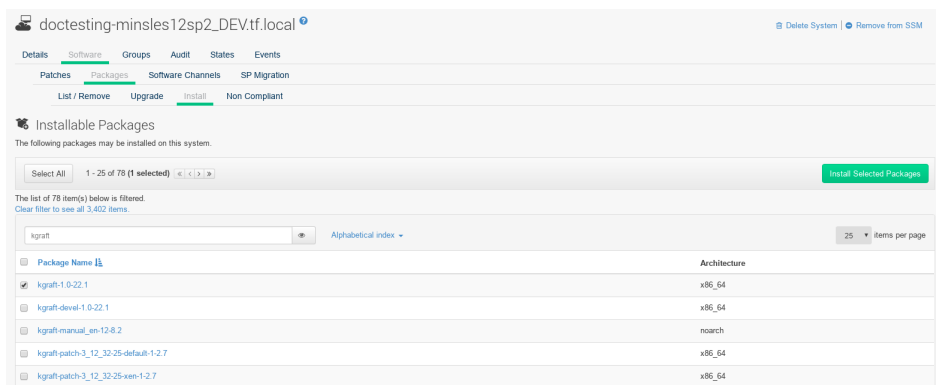 doctesting-minsles12sp2_DEV.tf.local ?
Delete System | Remove from SSM
Details Software Groups Audit States Events
Patches Packages Software Channels SP Migration
List / Remove Upgrade Install Non Compliant
Installable Packages
The following packages may be installed on this system.
Select All 1 - 25 of 78 (1 selected) « < > » Install Selected Packages
The list of 78 item(s) below is filtered.
Clear filter to see all 3,402 items.
kgraft Alphabetical index 25 items per page
Package Name Architecture
kgraft-1.0-22.1 x86_64
kgraft-devel-1.0-22.1 x86_64
kgraft-manual_en-12-8.2 noarch
kgraft-patch-3_12_32-25-default-1-2.7 x86_64
kgraft-patch-3_12_32-25-xen-1-2.7 x86_64